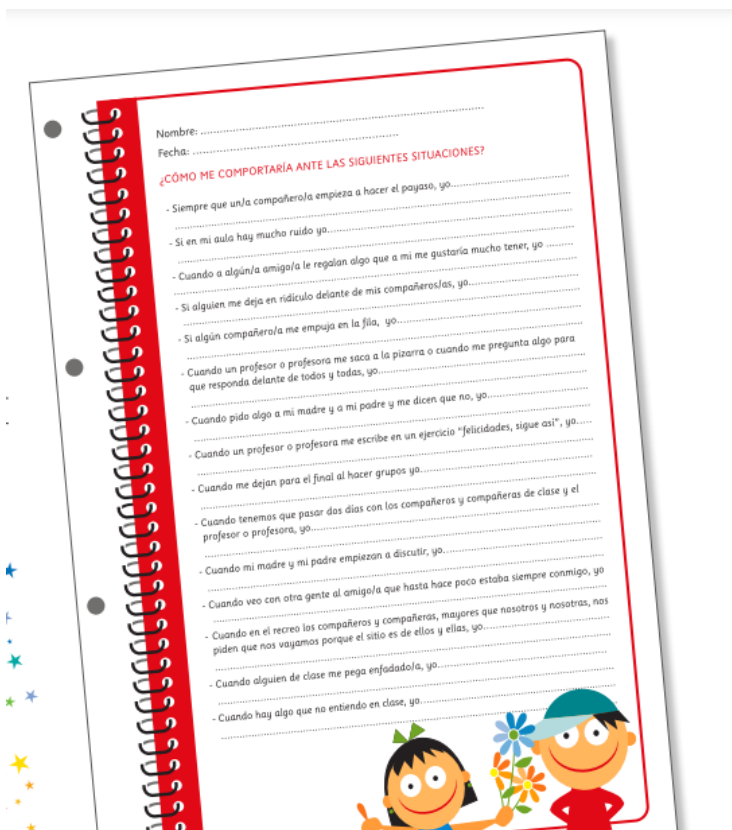 Nombre: ........................................................................
Fecha: ........................................................................
¿CÓMO ME COMPORTARÍA ANTE LAS SIGUIENTES SITUACIONES?
- Siempre que un/a compañero/a empieza a hacer el payaso, yo........................................
- Si en mi aula hay mucho ruido yo........................................
- Cuando a algún/a amigo/a le regalan algo que a mi me gustaría mucho tener, yo .........
- Si alguien me deja en ridículo delante de mis compañeros/as, yo........................................
- Si algún compañero/a me empuja en la fila, yo........................................
- Cuando un profesor o profesora me saca a la pizarra o cuando me pregunta algo para
que responda delante de todos y todas, yo........................................
- Cuando pido algo a mi madre y a mi padre y me dicen que no, yo........................................
- Cuando un profesor o profesora me escribe en un ejercicio "felicidades, sigue así", yo.....
- Cuando me dejan para el final al hacer grupos yo........................................
- Cuando tenemos que pasar dos días con los compañeros y compañeras de clase y el
profesor o profesora, yo........................................
- Cuando mi madre y mi padre empiezan a discutir, yo........................................
- Cuando veo con otra gente al amigo/a que hasta hace poco estaba siempre conmigo, yo
- Cuando en el recreo los compañeros y compañeras, mayores que nosotros y nosotras, nos
piden que nos vayamos porque el sitio es de ellos y ellas, yo........................................
- Cuando alguien de clase me pega enfadado/a, yo........................................
- Cuando hay algo que no entiendo en clase, yo........................................